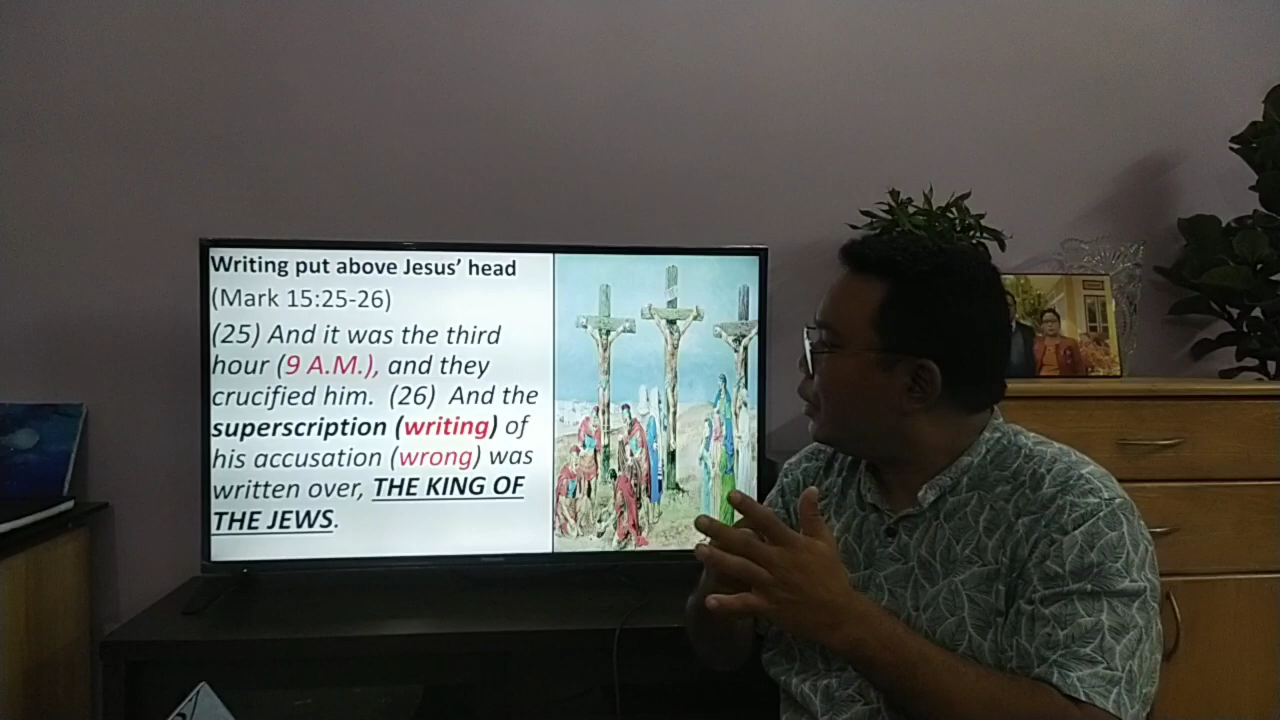 Writing put above Jesus’ head
(Mark 15:25-26)
(25) And it was the third
hour (9 A.M.), and they
crucified him. (26) And the
superscription (writing) of
his accusation (wrong) was
written over, THE KING OF
THE JEWS.